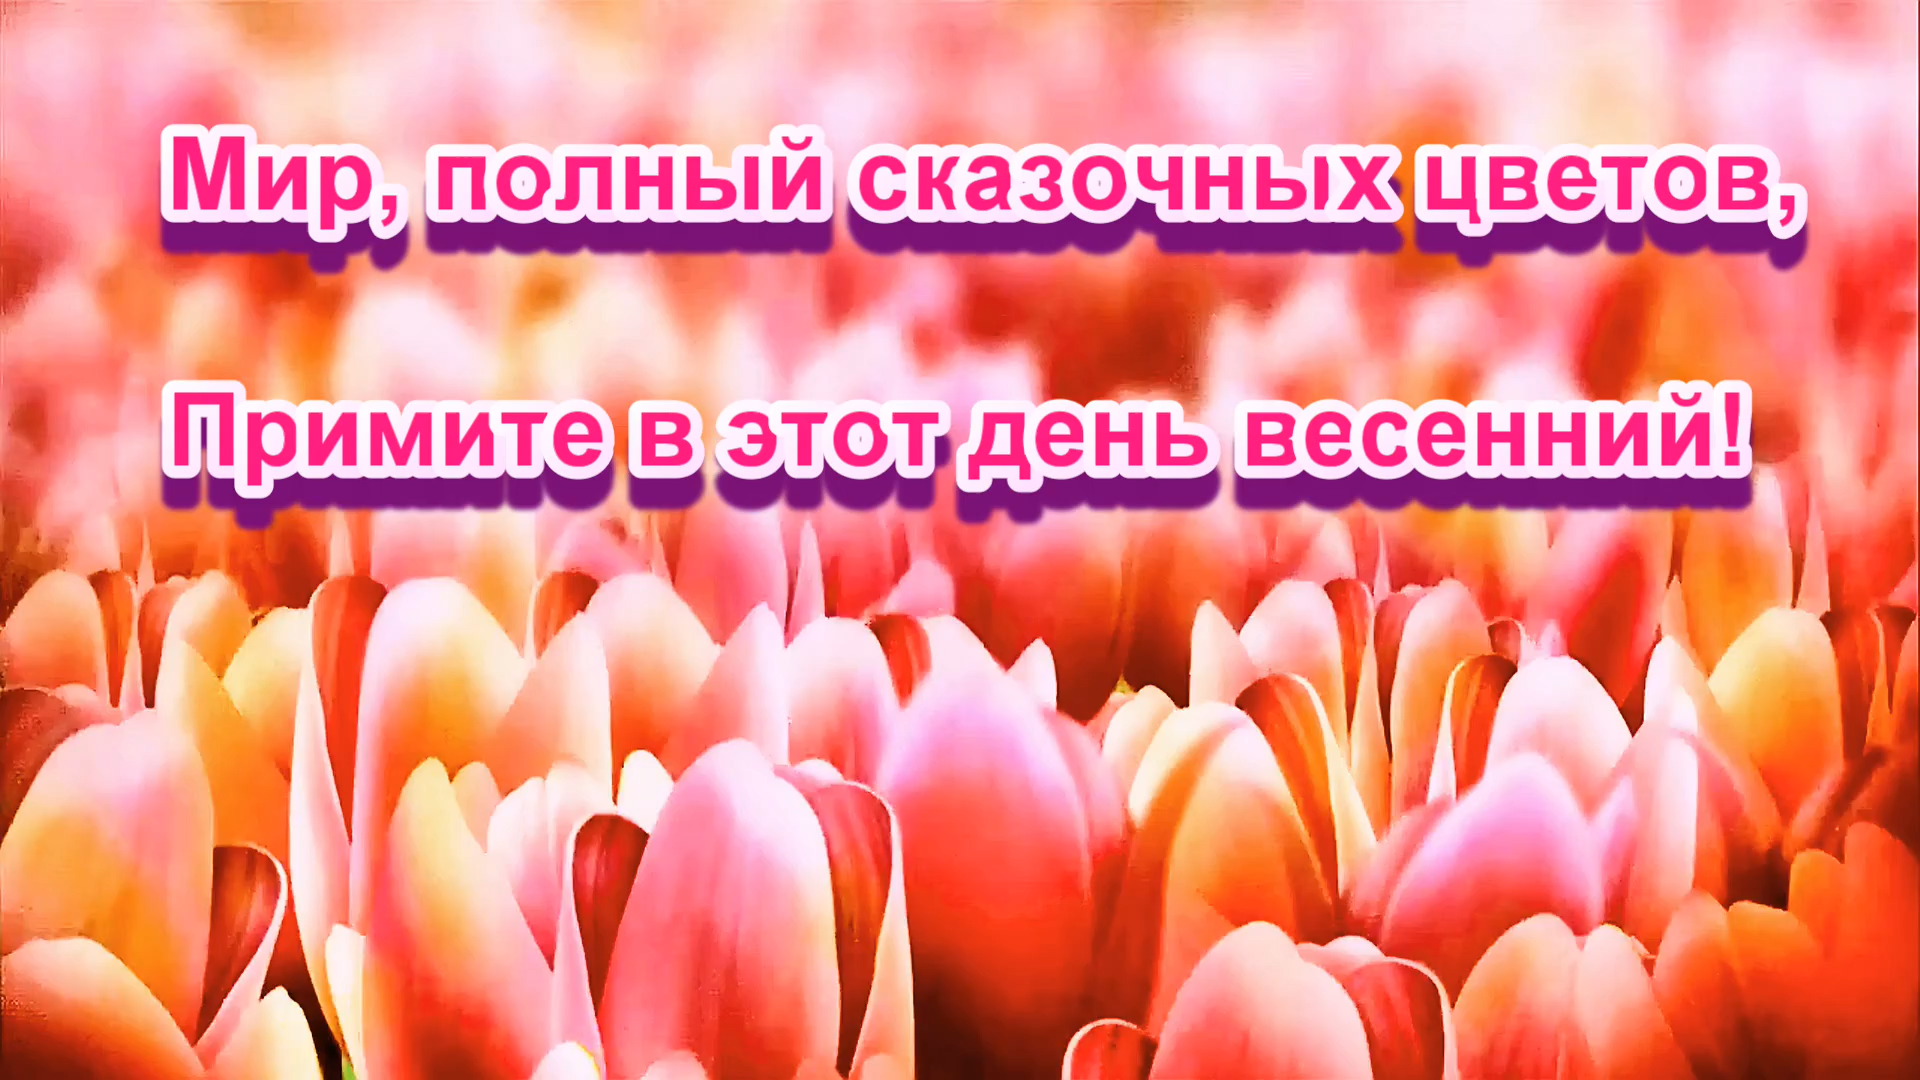 Мир, полный сказочных цветов,
Примите в этот день весенний!